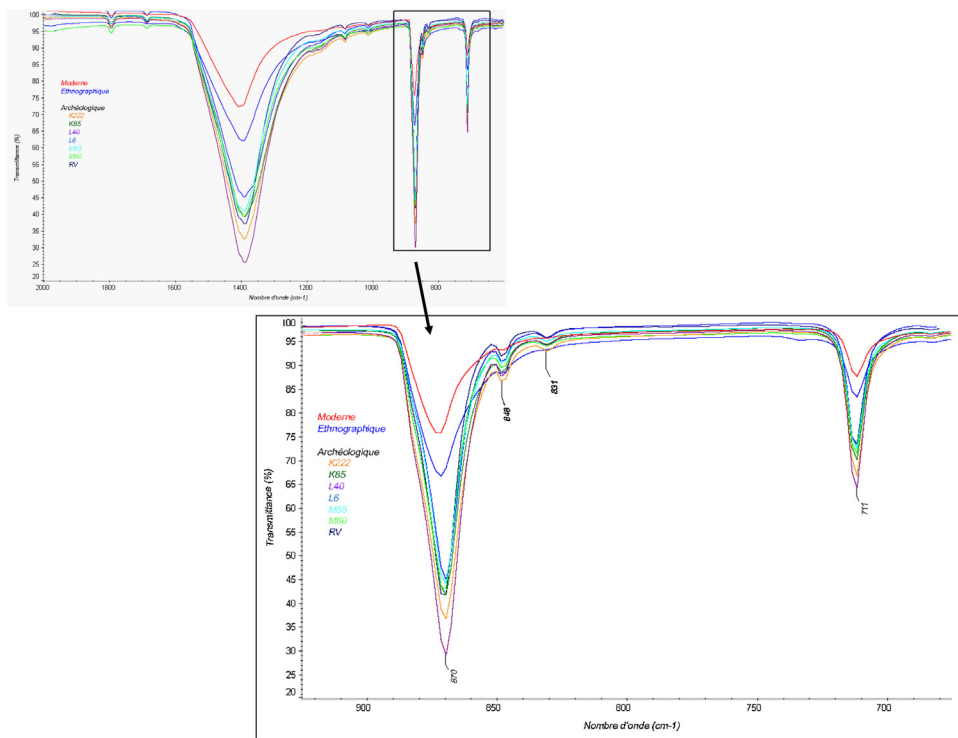 100
95
90
85
80
75
70
65
60
55
50
45
40
35
30
25
20
Transmittance (%)
Moderne
Ethnographique
Archéologique
K222
K85
L40
L6
M65
M60
RV
2000
1800
1600
1400
1200
1000
800
Nombre d'onde (cm-1)
100
95
90
85
80
75
70
65
60
55
50
45
40
35
30
25
20
Transmittance (%)
Moderne
Ethnographique
Archéologique
K222
K85
L40
L6
M65
M60
RV
870
848
831
711
900
850
800
750
700
Nombre d'onde (cm-1)